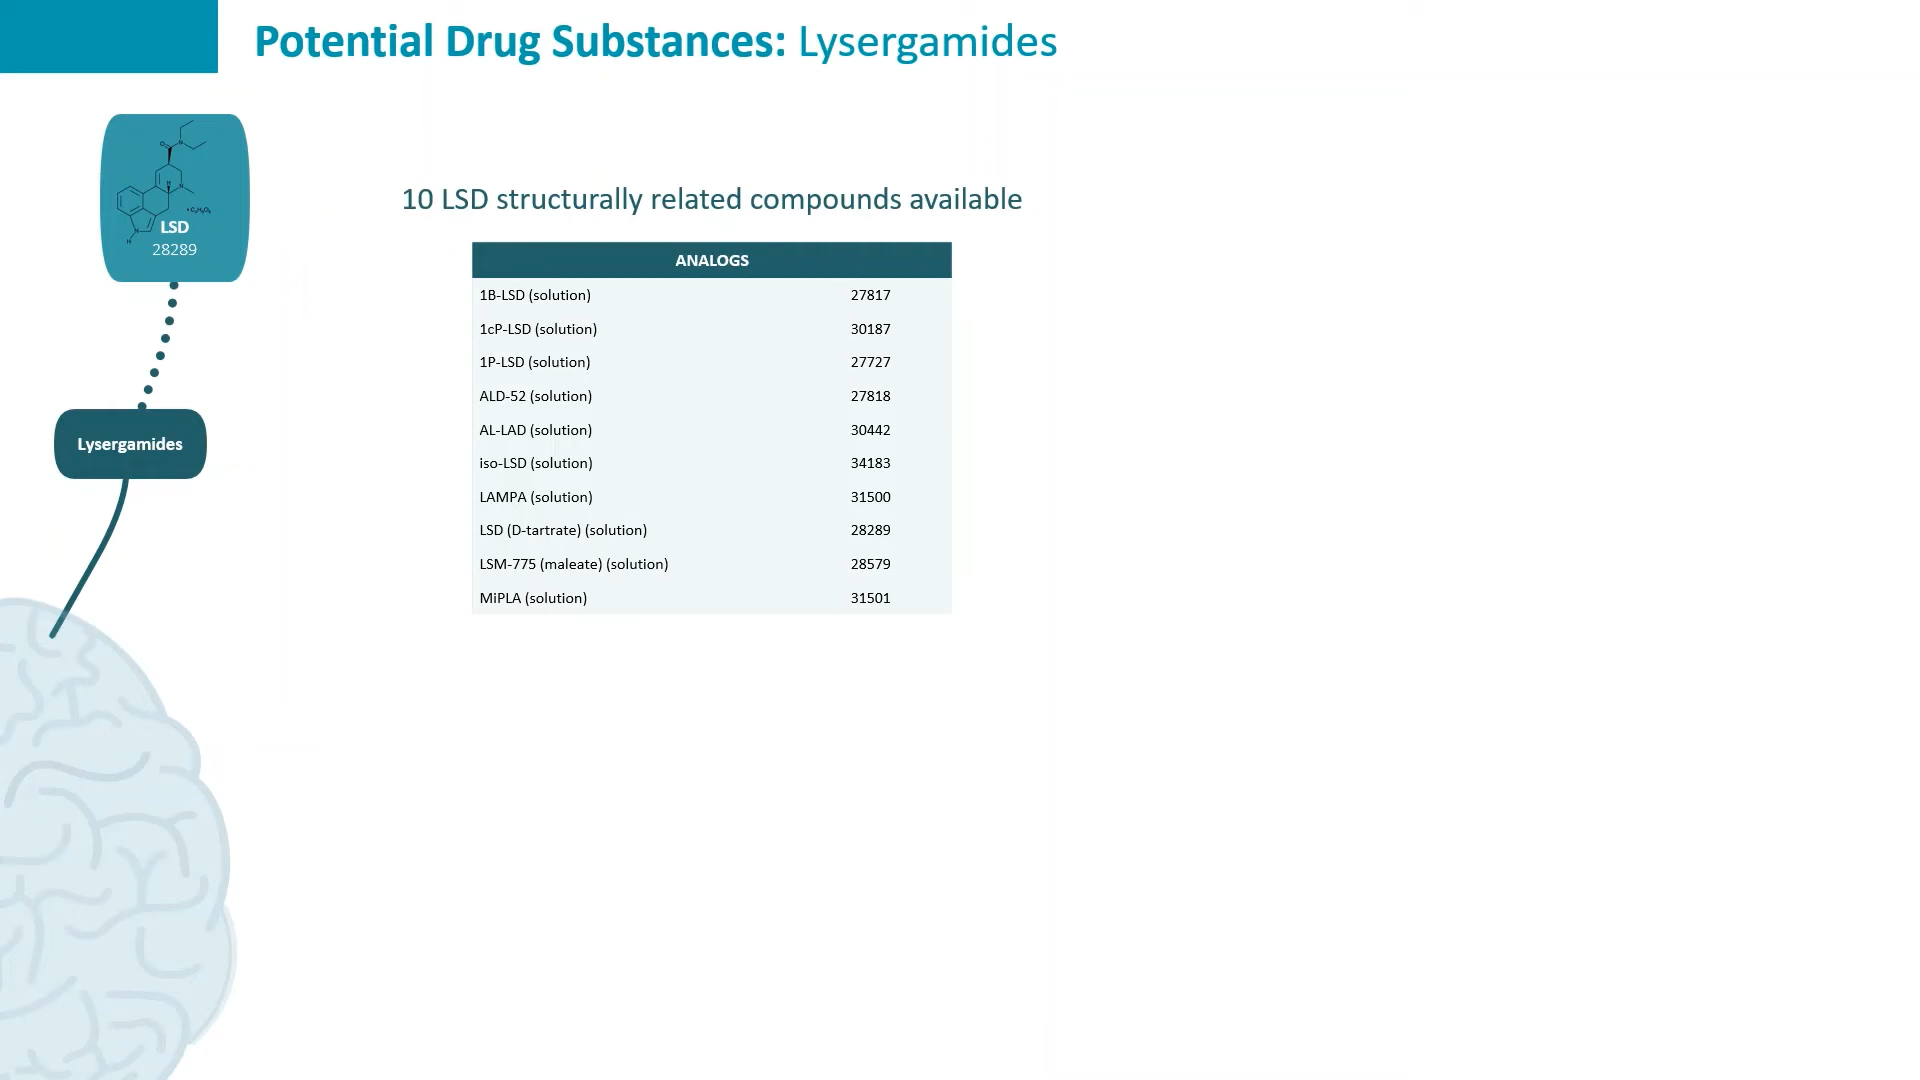 Potential Drug Substances: Lysergamides
O
N
H
N
• C₄H₆O₆
N
H
LSD
28289
10 LSD structurally related compounds available
ANALOGS
1B-LSD (solution) 27817
1cP-LSD (solution) 30187
1P-LSD (solution) 27727
ALD-52 (solution) 27818
AL-LAD (solution) 30442
iso-LSD (solution) 34183
LAMPA (solution) 31500
LSD (D-tartrate) (solution) 28289
LSM-775 (maleate) (solution) 28579
MiPLA (solution) 31501
Lysergamides